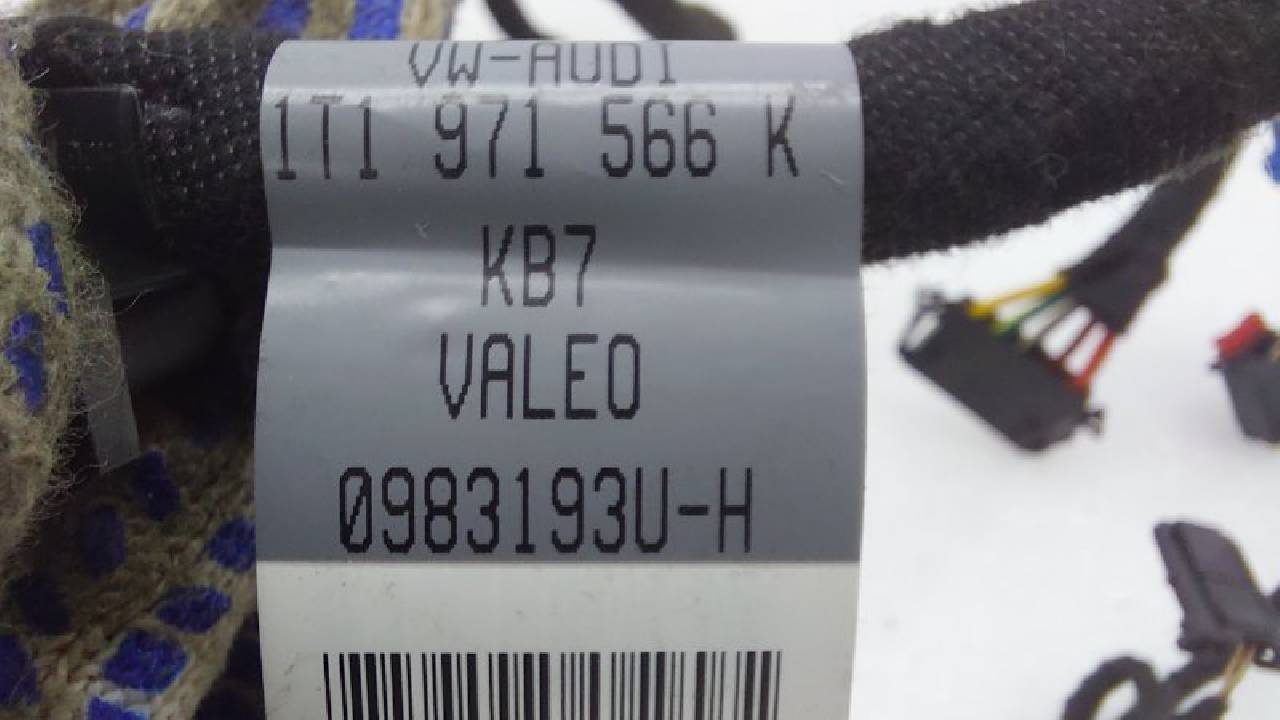 VW-AUDI
1T1 971 566 K
KB7
VALEO
0983193U-H